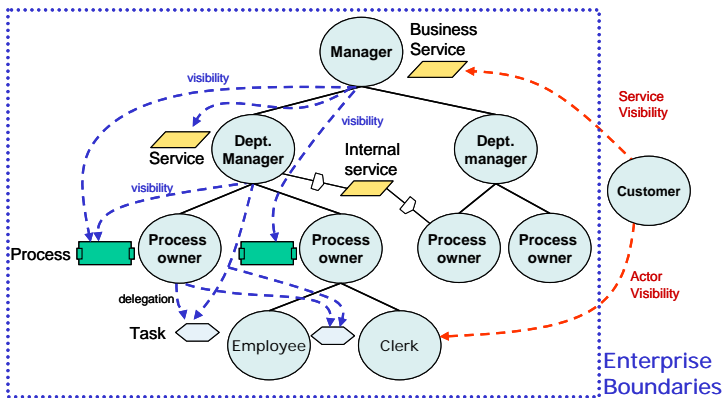 Business
Service
Manager
visibility
Service
Visibility
visibility
Dept.
Manager
Service
Internal
service
Dept.
manager
visibility
Customer
Process
Process
owner
Process
owner
Process
owner
Process
owner
Actor
Visibility
delegation
Task
Employee
Clerk
Enterprise
Boundaries